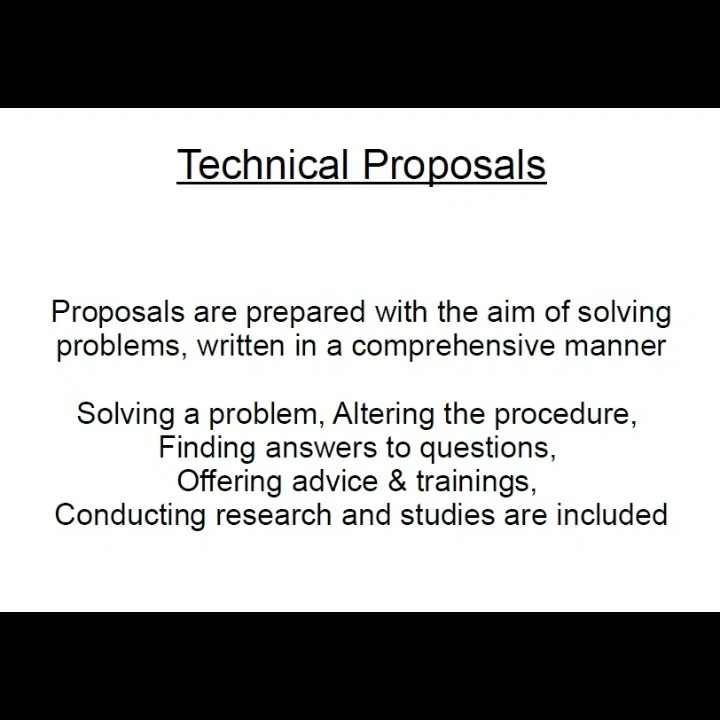 Technical Proposals
Proposals are prepared with the aim of solving
problems, written in a comprehensive manner
Solving a problem, Altering the procedure,
Finding answers to questions,
Offering advice & trainings,
Conducting research and studies are included